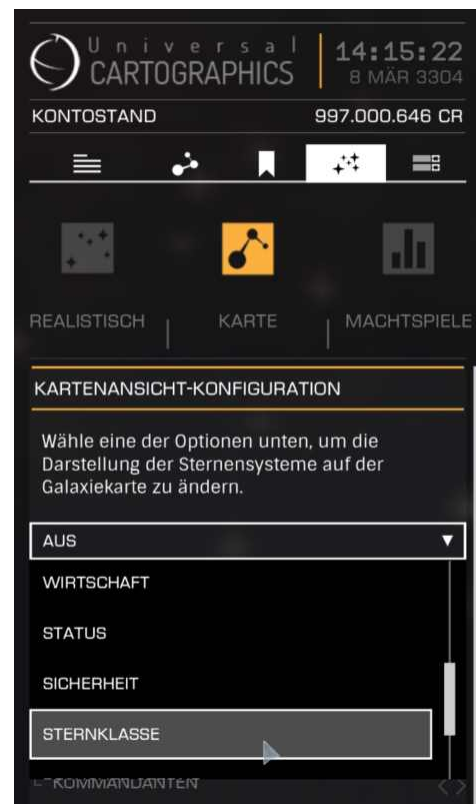 Universal
CARTOGRAPHICS
14:15:22
8 MÄR 3304
KONTOSTAND 997.000.646 CR
REALISTISCH KARTE MACHTSPIELE
KARTENANSICHT-KONFIGURATION
Wähle eine der Optionen unten, um die
Darstellung der Sternensysteme auf der
Galaxiekarte zu ändern.
AUS
WIRTSCHAFT
STATUS
SICHERHEIT
STERNKLASSE
KOMMANDANTEN